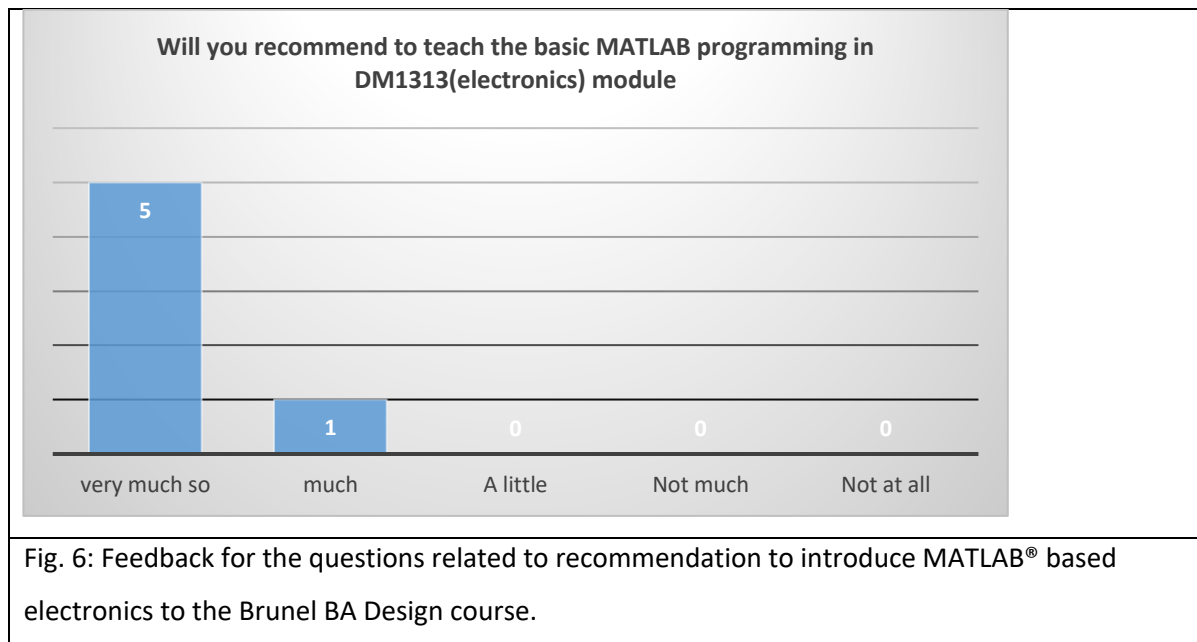 Will you recommend to teach the basic MATLAB programming in
DM1313(electronics) module
5
1
0
0
0
very much so
much
A little
Not much
Not at all
Fig. 6: Feedback for the questions related to recommendation to introduce MATLAB® based
electronics to the Brunel BA Design course.